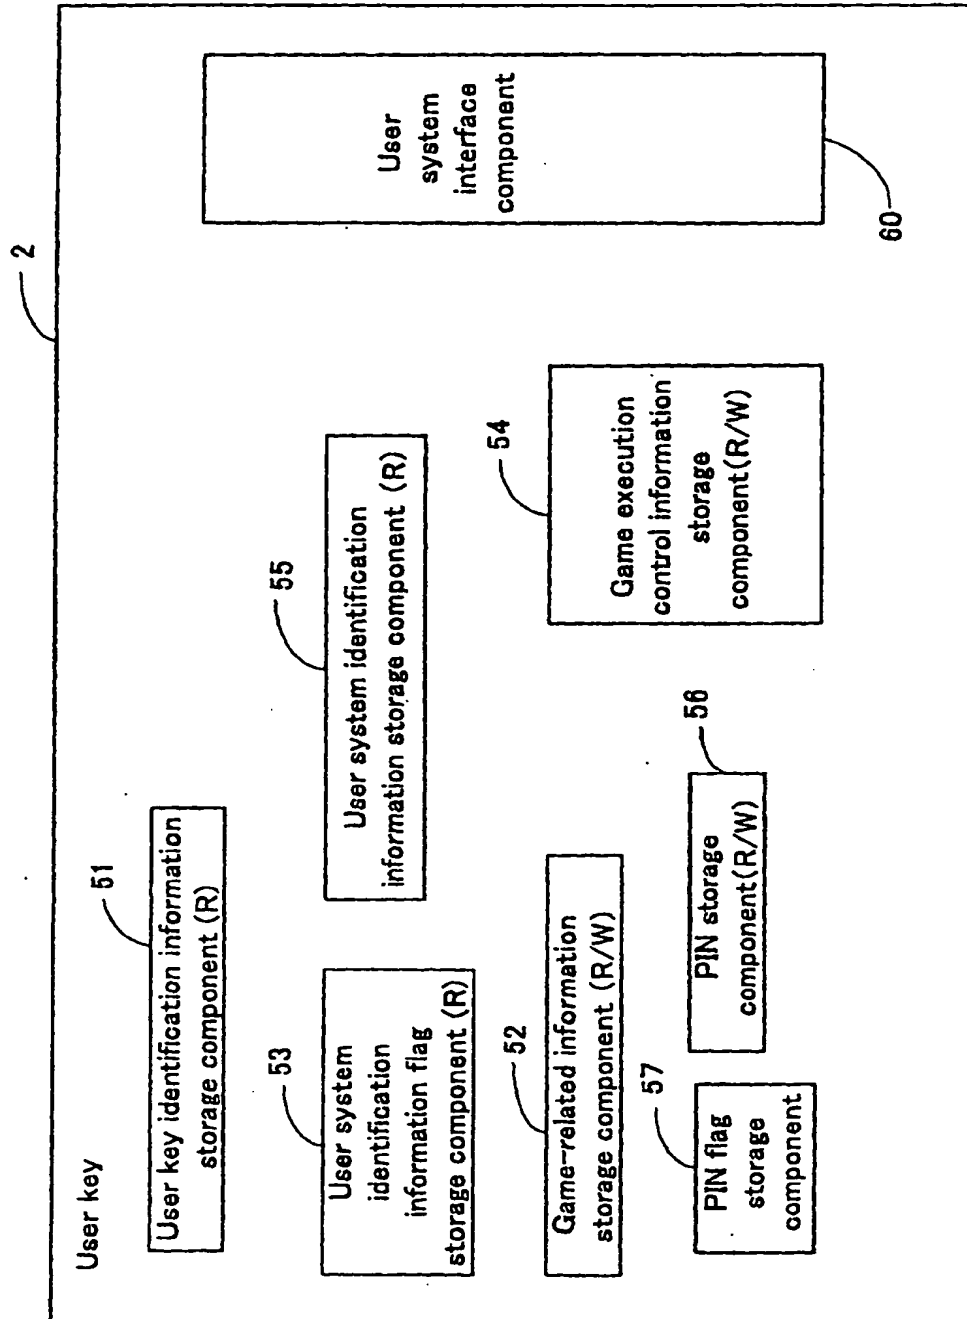 2
User key
51
User key identification information
storage component (R)
53
User system
identification
information flag
storage component (R)
55
User system identification
information storage component (R)
52
Game-related information
storage component (R/W)
54
Game execution
control information
storage
component(R/W)
57
PIN flag
storage
component
56
PIN storage
component(R/W)
User
system
interface
component
60